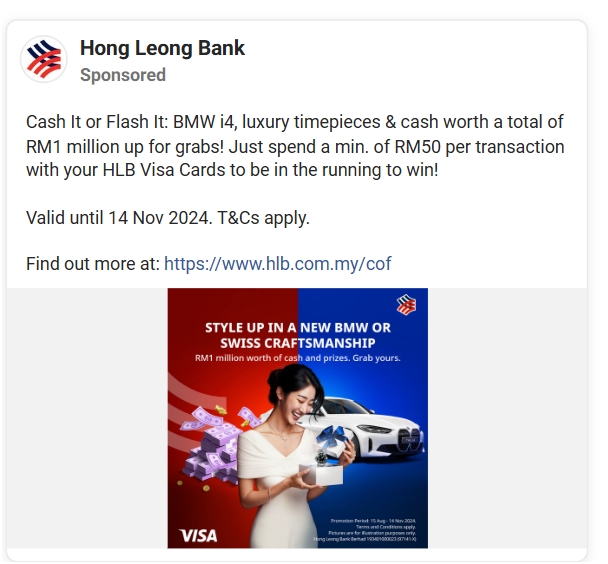 Hong Leong Bank
Sponsored
Cash It or Flash It: BMW i4, luxury timepieces & cash worth a total of
RM1 million up for grabs! Just spend a min. of RM50 per transaction
with your HLB Visa Cards to be in the running to win!
Valid until 14 Nov 2024. T&Cs apply.
Find out more at: https://www.hlb.com.my/cof
STYLE UP IN A NEW BMW OR
SWISS CRAFTSMANSHIP
RM1 million worth of cash and prizes. Grab yours.
VISA
Promotion Period: 15 Aug - 14 Nov 2024.
Terms and Conditions apply.
Pictures are for illustration purposes only.
Hong Leong Bank Berhad 193401000023 (97141-X)